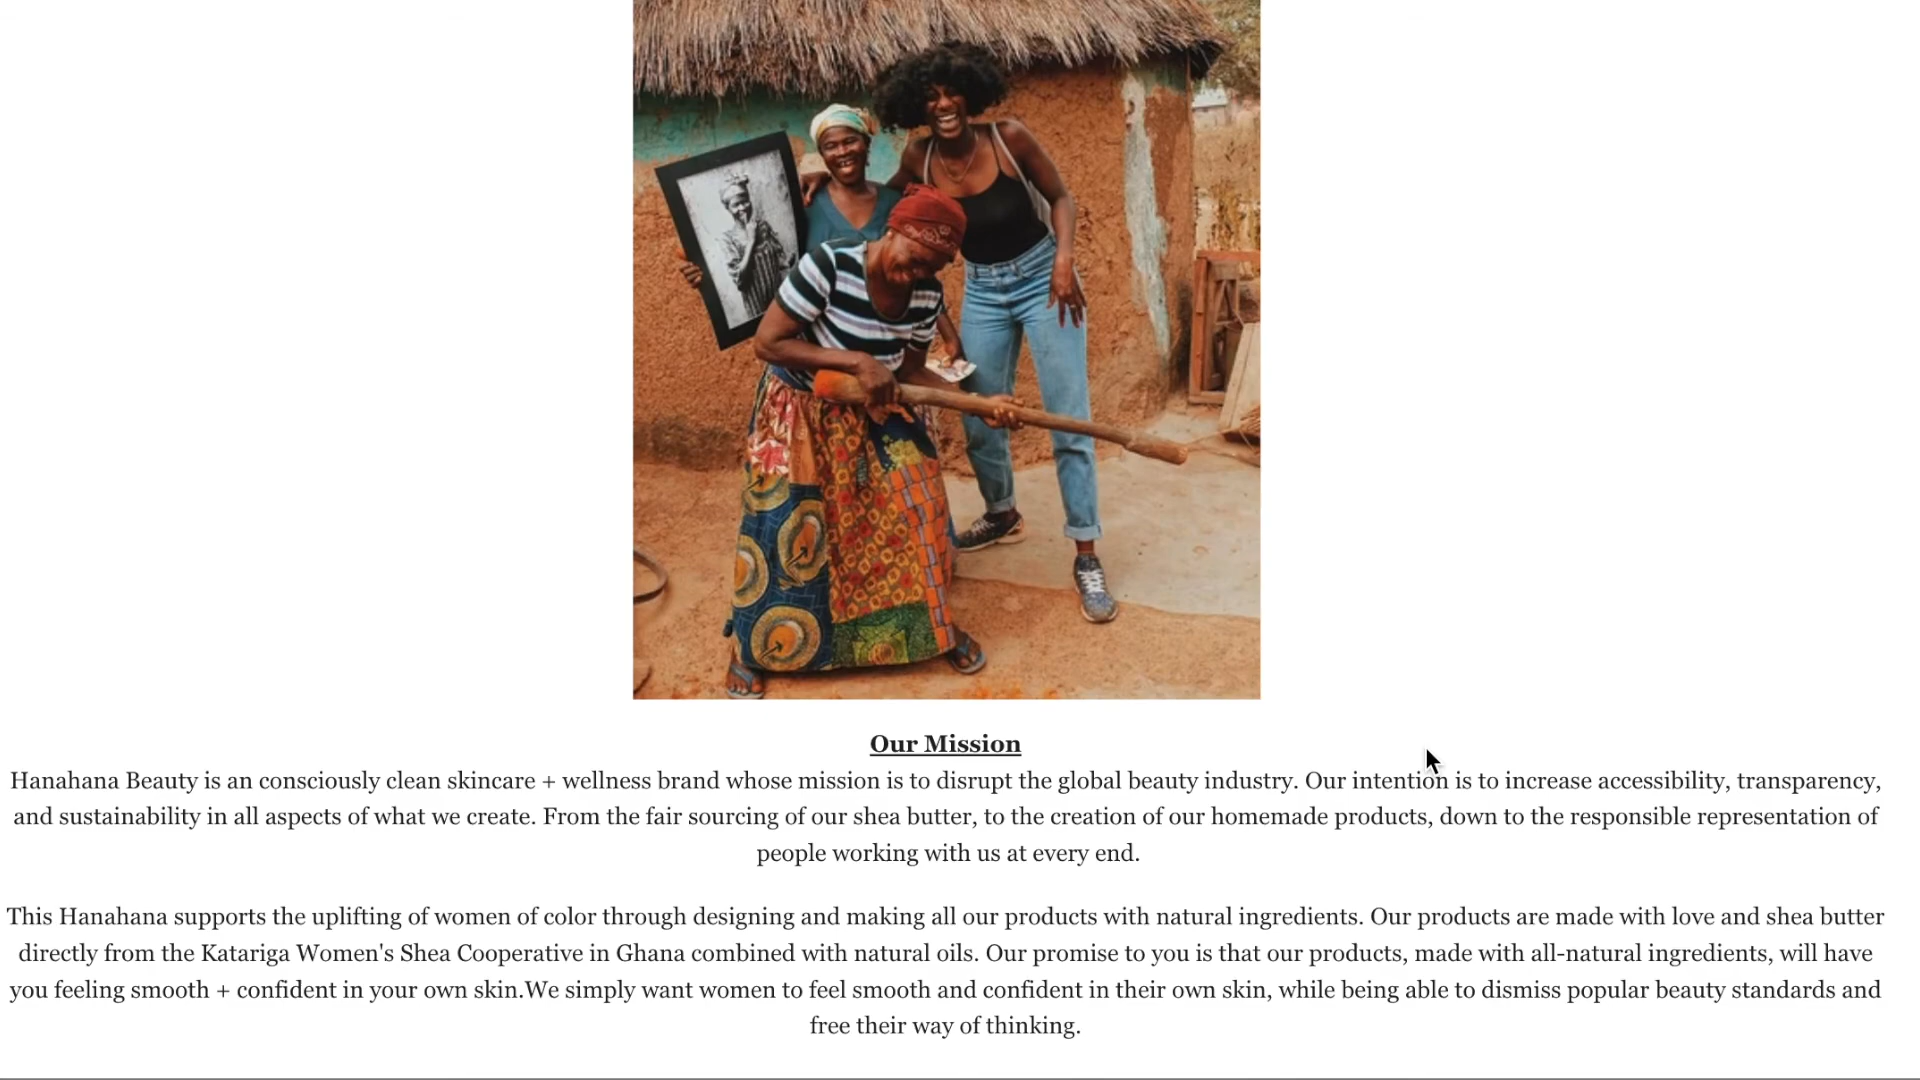 Our Mission
Hanahana Beauty is an consciously clean skincare + wellness brand whose mission is to disrupt the global beauty industry. Our intention is to increase accessibility, transparency,
and sustainability in all aspects of what we create. From the fair sourcing of our shea butter, to the creation of our homemade products, down to the responsible representation of
people working with us at every end.
This Hanahana supports the uplifting of women of color through designing and making all our products with natural ingredients. Our products are made with love and shea butter
directly from the Katariga Women's Shea Cooperative in Ghana combined with natural oils. Our promise to you is that our products, made with all-natural ingredients, will have
you feeling smooth + confident in your own skin.We simply want women to feel smooth and confident in their own skin, while being able to dismiss popular beauty standards and
free their way of thinking.